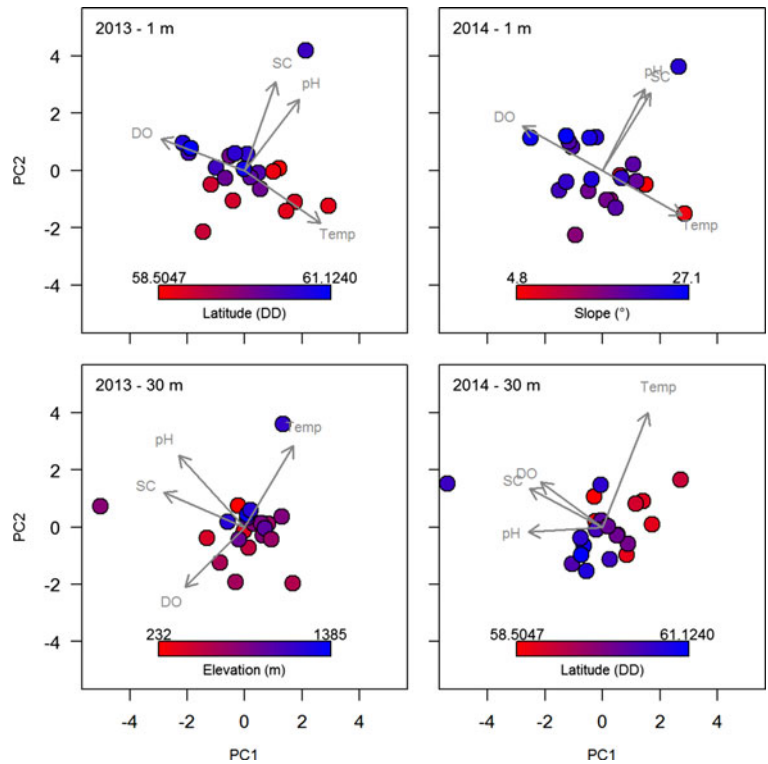 2013 - 1 m
SC
pH
DO
Temp
58.5047 61.1240
Latitude (DD)
PC2
4
2
0
-2
-4
2014 - 1 m
pH
SC
DO
Temp
4.8 27.1
Slope (°)
2013 - 30 m
Temp
pH
SC
DO
232 1385
Elevation (m)
PC2
4
2
0
-2
-4
-4 -2 0 2 4
PC1
2014 - 30 m
Temp
DO
SC
pH
58.5047 61.1240
Latitude (DD)
-4 -2 0 2 4
PC1